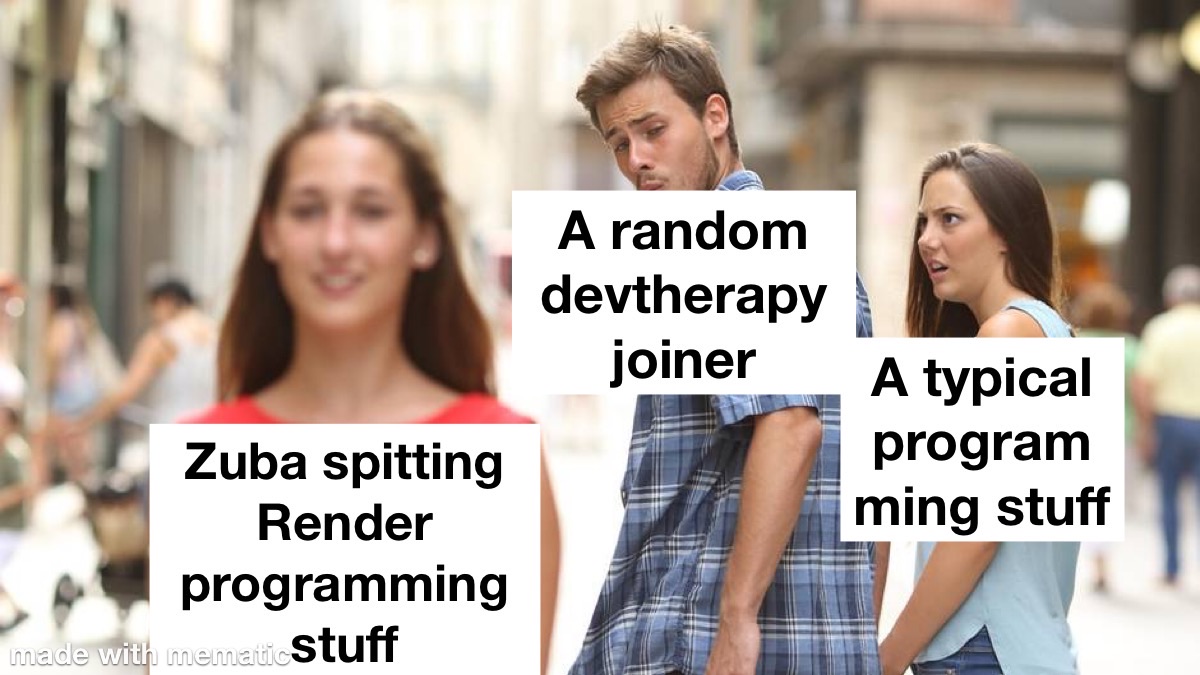 A random
devtherapy
joiner
A typical
program
ming stuff
Zuba spitting
Render
programming
stuff
made with mematic